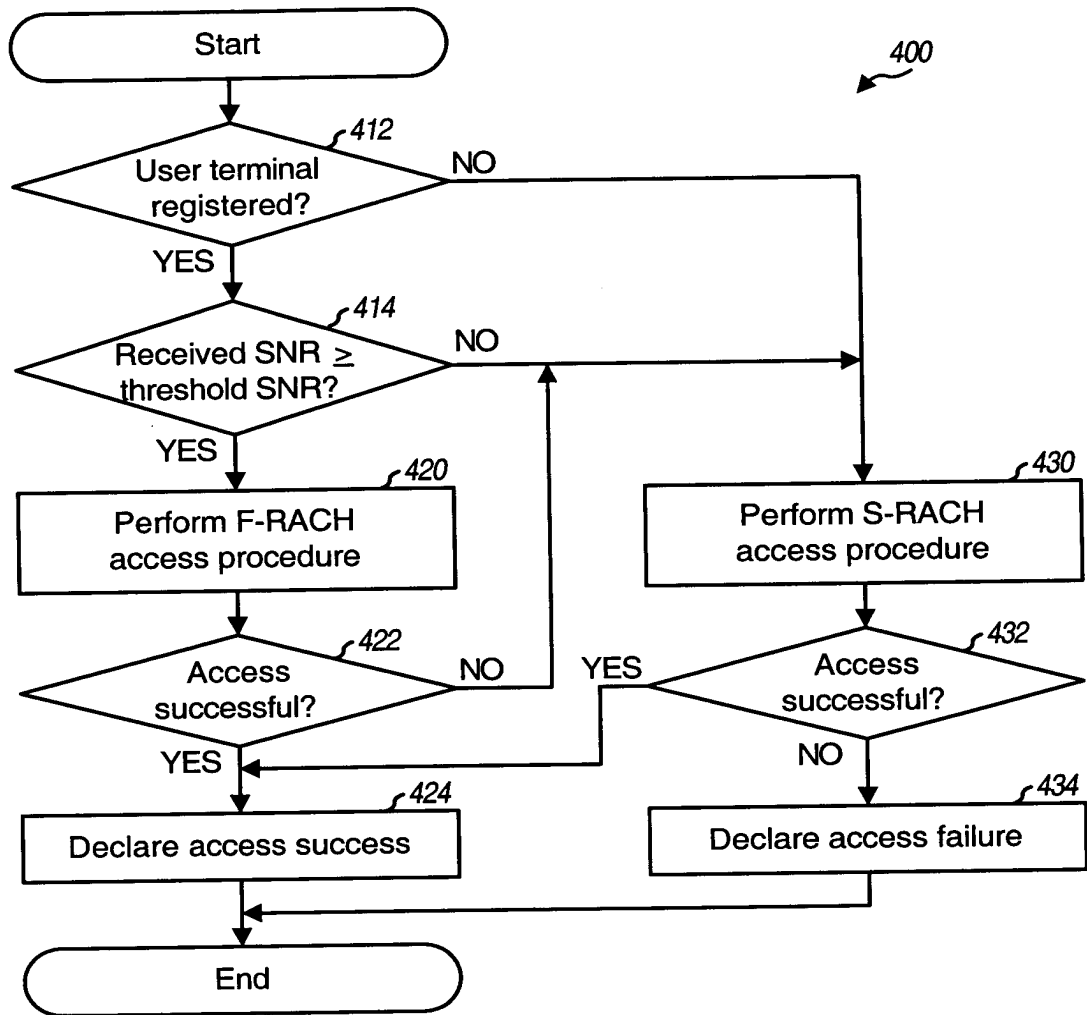 Start
400
412
User terminal
registered?
NO
YES
414
Received SNR ≥
threshold SNR?
NO
YES
420
Perform F-RACH
access procedure
430
Perform S-RACH
access procedure
422
Access
successful?
NO
YES
432
Access
successful?
YES
NO
424
Declare access success
434
Declare access failure
End